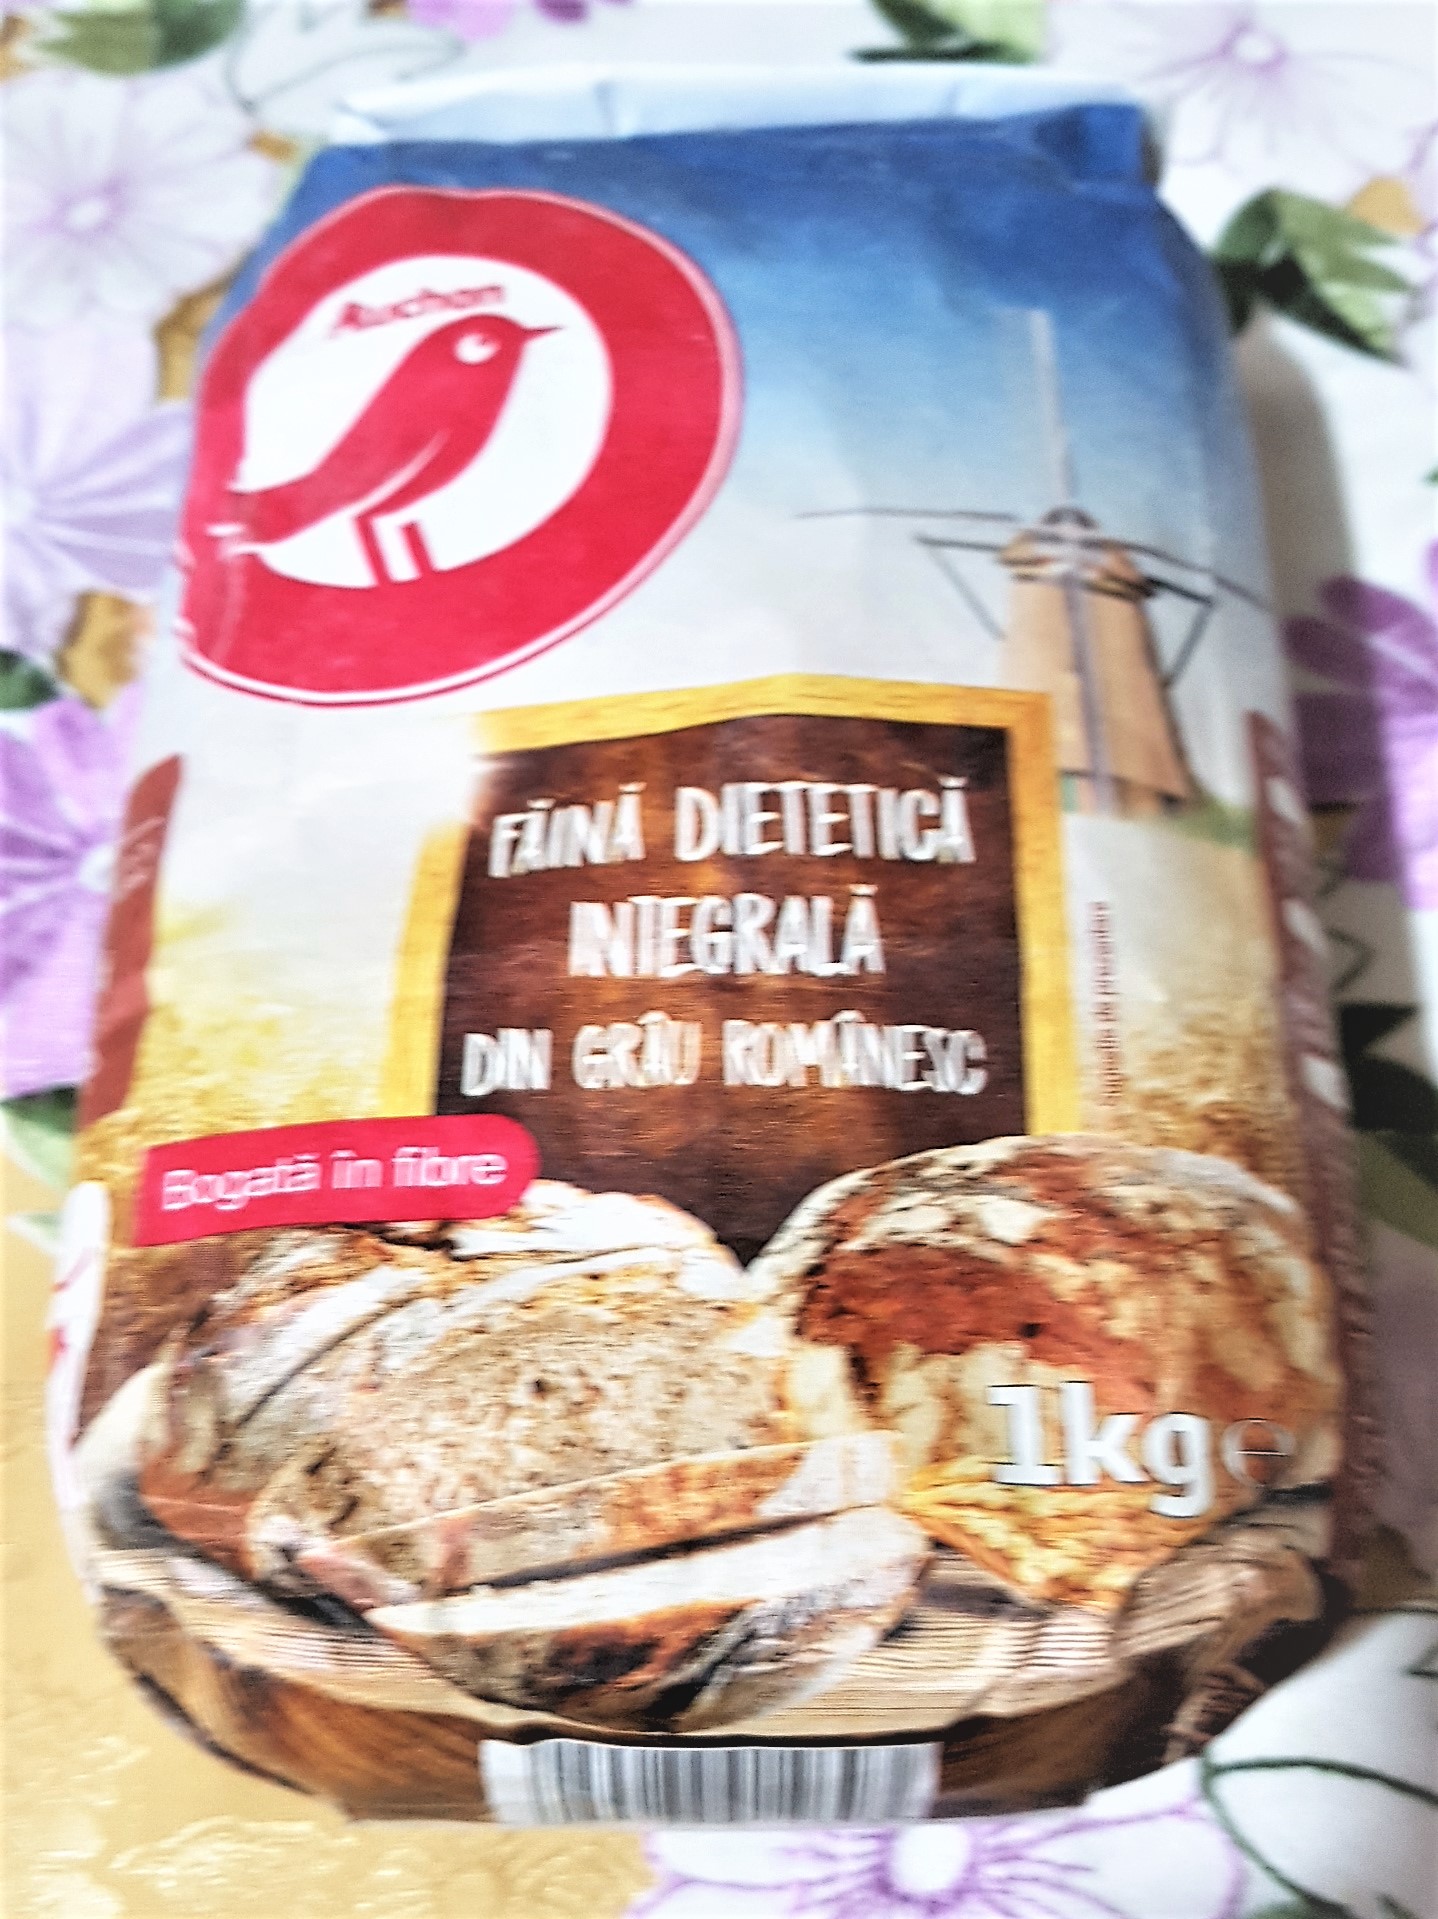 Auchan
FĂINĂ DIETETICĂ
INTEGRALĂ
DIN GRÂU ROMÂNESC
Bogată în fibre
1kg e